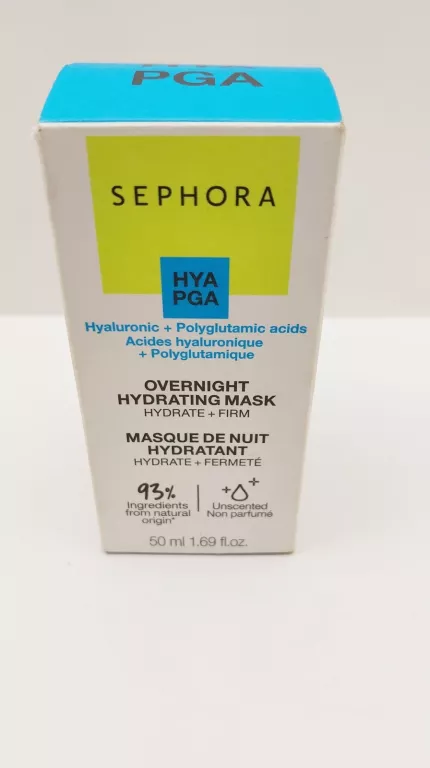 PGA
SEPHORA
HYA
PGA
Hyaluronic + Polyglutamic acids
Acides hyaluronique
+ Polyglutamique
OVERNIGHT
HYDRATING MASK
HYDRATE + FIRM
MASQUE DE NUIT
HYDRATANT
HYDRATE + FERMETÉ
93%
Ingredients
from natural
origin*
Unscented
Non parfumé
50 ml 1.69 fl.oz.